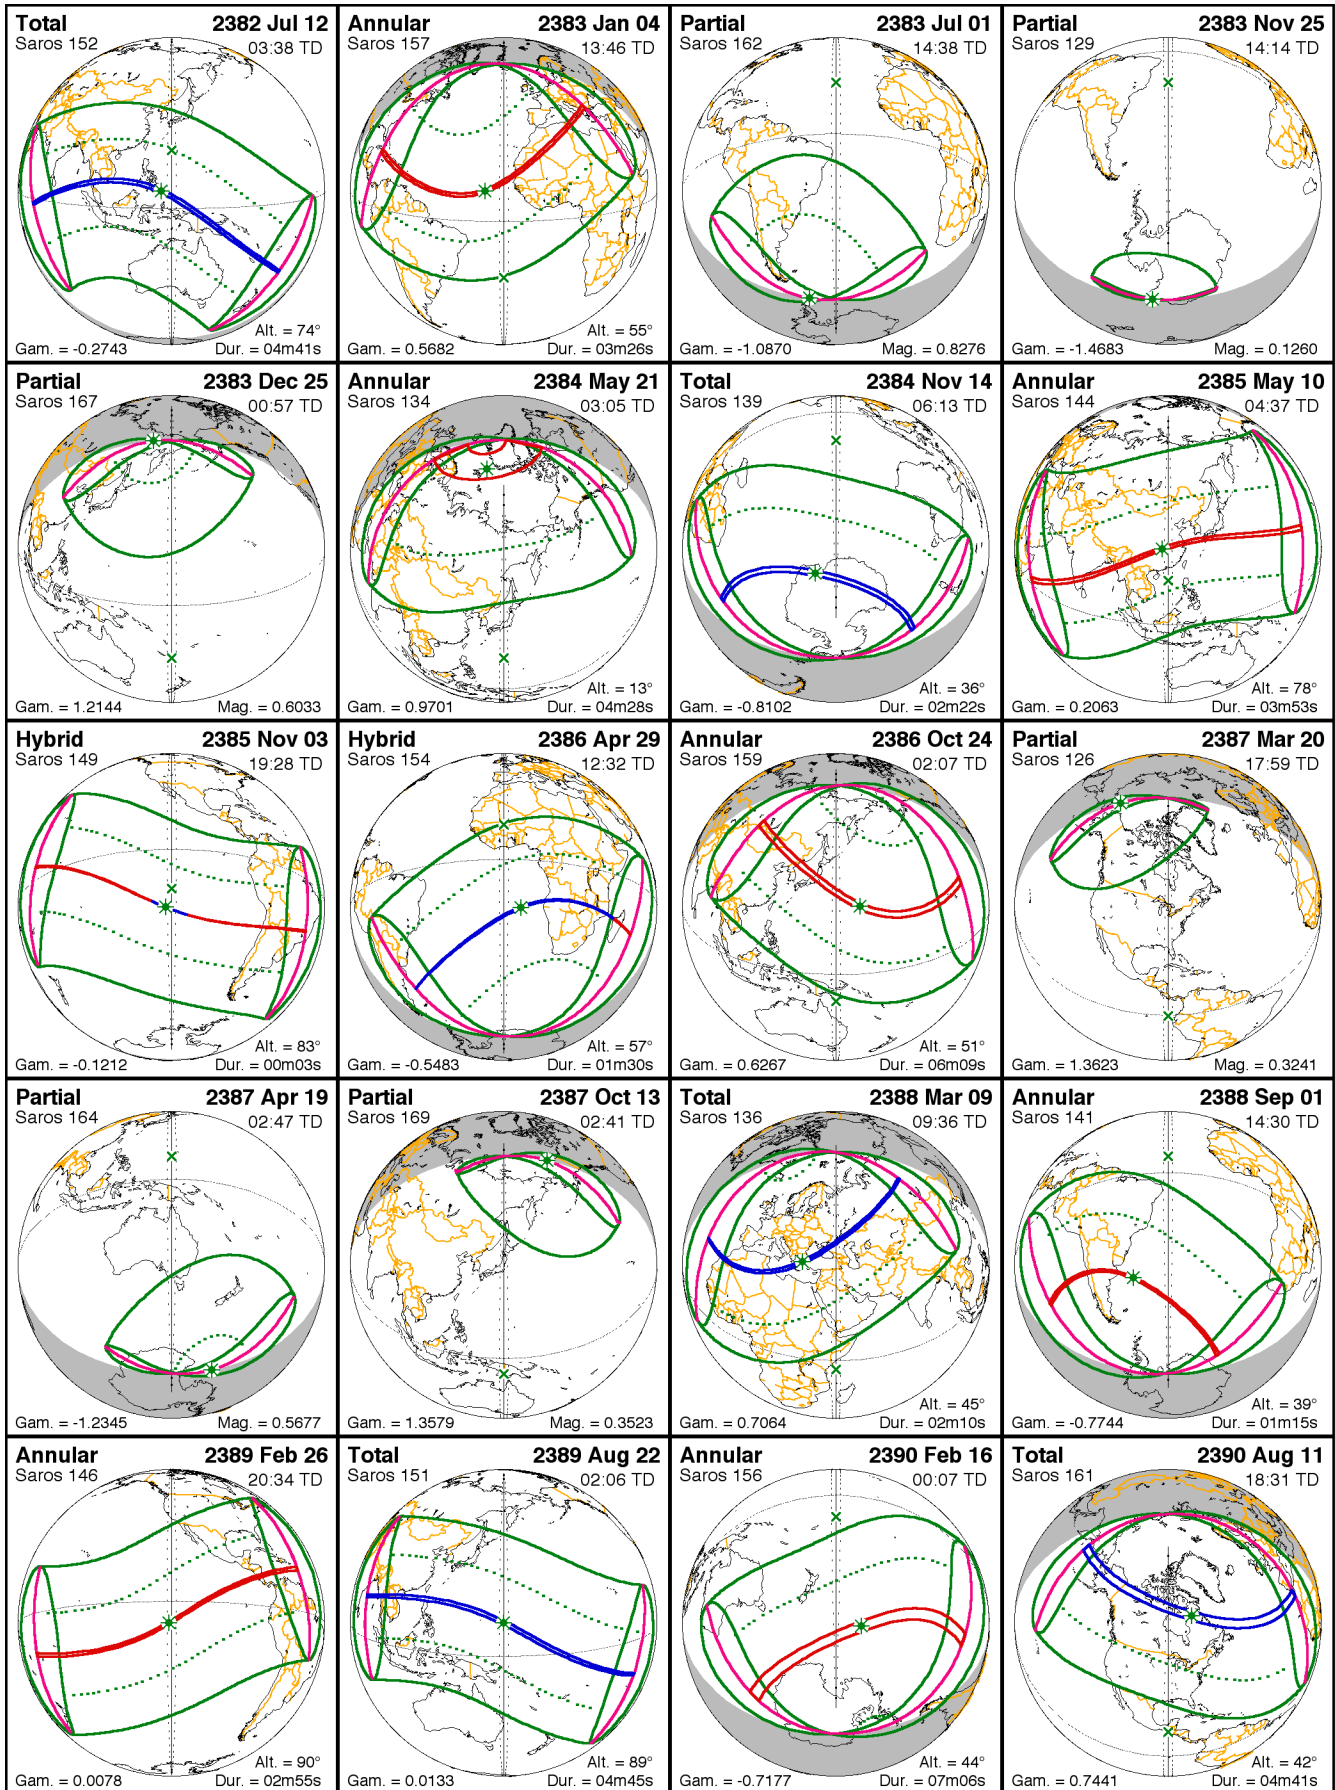 Total 2382 Jul 12
Saros 152 03:38 TD
Alt. = 74°
Gam. = -0.2743 Dur. = 04m41s
Annular 2383 Jan 04
Saros 157 13:46 TD
Alt. = 55°
Gam. = 0.5682 Dur. = 03m26s
Partial 2383 Jul 01
Saros 162 14:38 TD
Gam. = -1.0870 Mag. = 0.8276
Partial 2383 Nov 25
Saros 129 14:14 TD
Gam. = -1.4683 Mag. = 0.1260
Partial 2383 Dec 25
Saros 167 00:57 TD
Gam. = 1.2144 Mag. = 0.6033
Annular 2384 May 21
Saros 134 03:05 TD
Alt. = 13°
Gam. = 0.9701 Dur. = 04m28s
Total 2384 Nov 14
Saros 139 06:13 TD
Alt. = 36°
Gam. = -0.8102 Dur. = 02m22s
Annular 2385 May 10
Saros 144 04:37 TD
Alt. = 78°
Gam. = 0.2063 Dur. = 03m53s
Hybrid 2385 Nov 03
Saros 149 19:28 TD
Alt. = 83°
Gam. = -0.1212 Dur. = 00m03s
Hybrid 2386 Apr 29
Saros 154 12:32 TD
Alt. = 57°
Gam. = -0.5483 Dur. = 01m30s
Annular 2386 Oct 24
Saros 159 02:07 TD
Alt. = 51°
Gam. = 0.6267 Dur. = 06m09s
Partial 2387 Mar 20
Saros 126 17:59 TD
Gam. = 1.3623 Mag. = 0.3241
Partial 2387 Apr 19
Saros 164 02:47 TD
Gam. = -1.2345 Mag. = 0.5677
Partial 2387 Oct 13
Saros 169 02:41 TD
Gam. = 1.3579 Mag. = 0.3523
Total 2388 Mar 09
Saros 136 09:36 TD
Alt. = 45°
Gam. = 0.7064 Dur. = 02m10s
Annular 2388 Sep 01
Saros 141 14:30 TD
Alt. = 39°
Gam. = -0.7744 Dur. = 01m15s
Annular 2389 Feb 26
Saros 146 20:34 TD
Alt. = 90°
Gam. = 0.0078 Dur. = 02m55s
Total 2389 Aug 22
Saros 151 02:06 TD
Alt. = 89°
Gam. = 0.0133 Dur. = 04m45s
Annular 2390 Feb 16
Saros 156 00:07 TD
Alt. = 44°
Gam. = -0.7177 Dur. = 07m06s
Total 2390 Aug 11
Saros 161 18:31 TD
Alt. = 42°
Gam. = 0.7441 Dur. = 04m41s